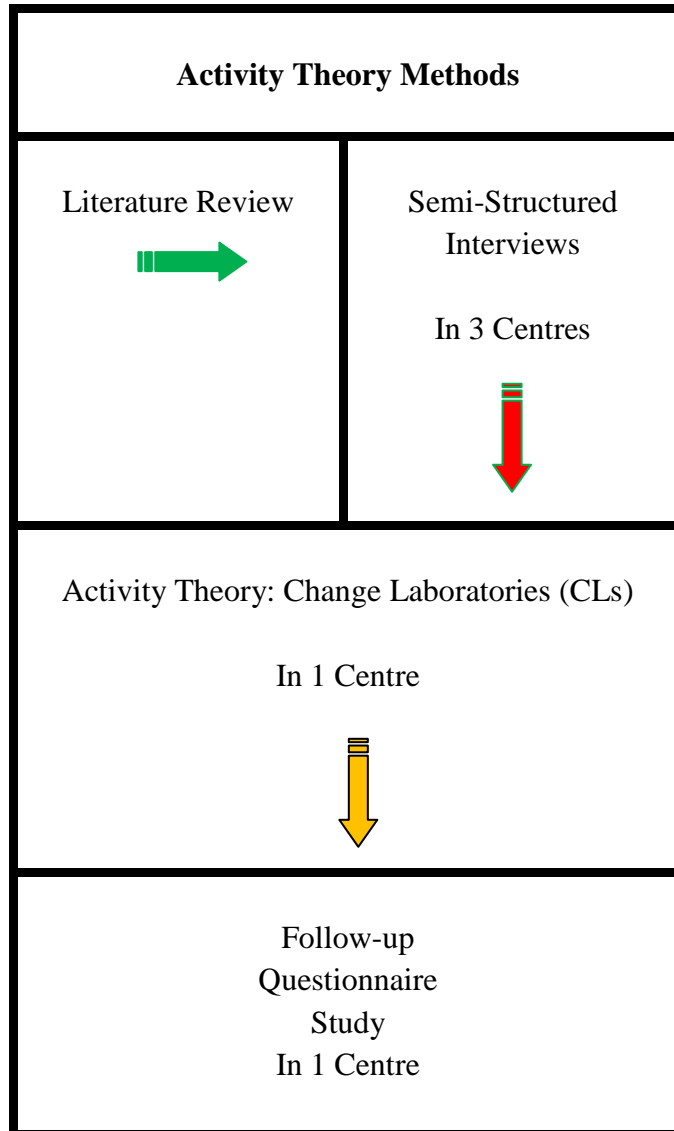 Activity Theory Methods
Literature Review
Semi-Structured
Interviews
In 3 Centres
Activity Theory: Change Laboratories (CLs)
In 1 Centre
Follow-up
Questionnaire
Study
In 1 Centre